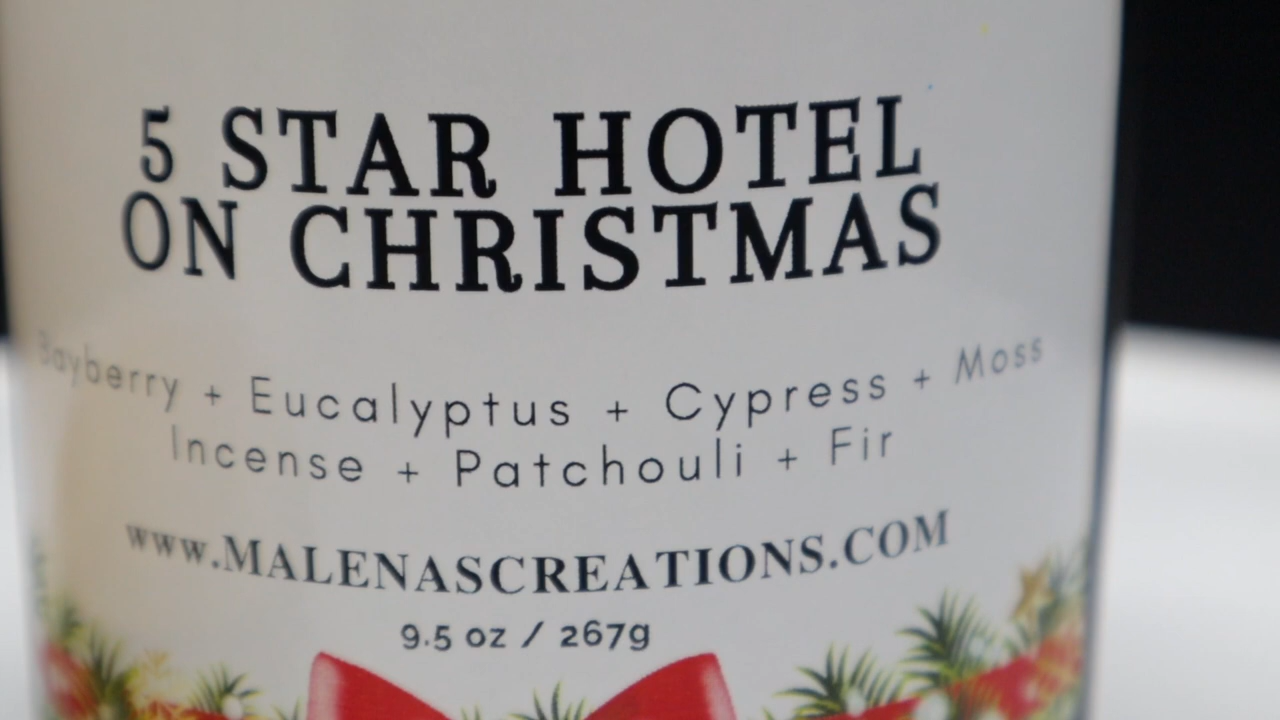 5 STAR HOTEL
ON CHRISTMAS
Bayberry + Eucalyptus + Cypress + Moss
Incense + Patchouli + Fir
www.MALENASCREATIONS.COM
9.5 oz / 267g